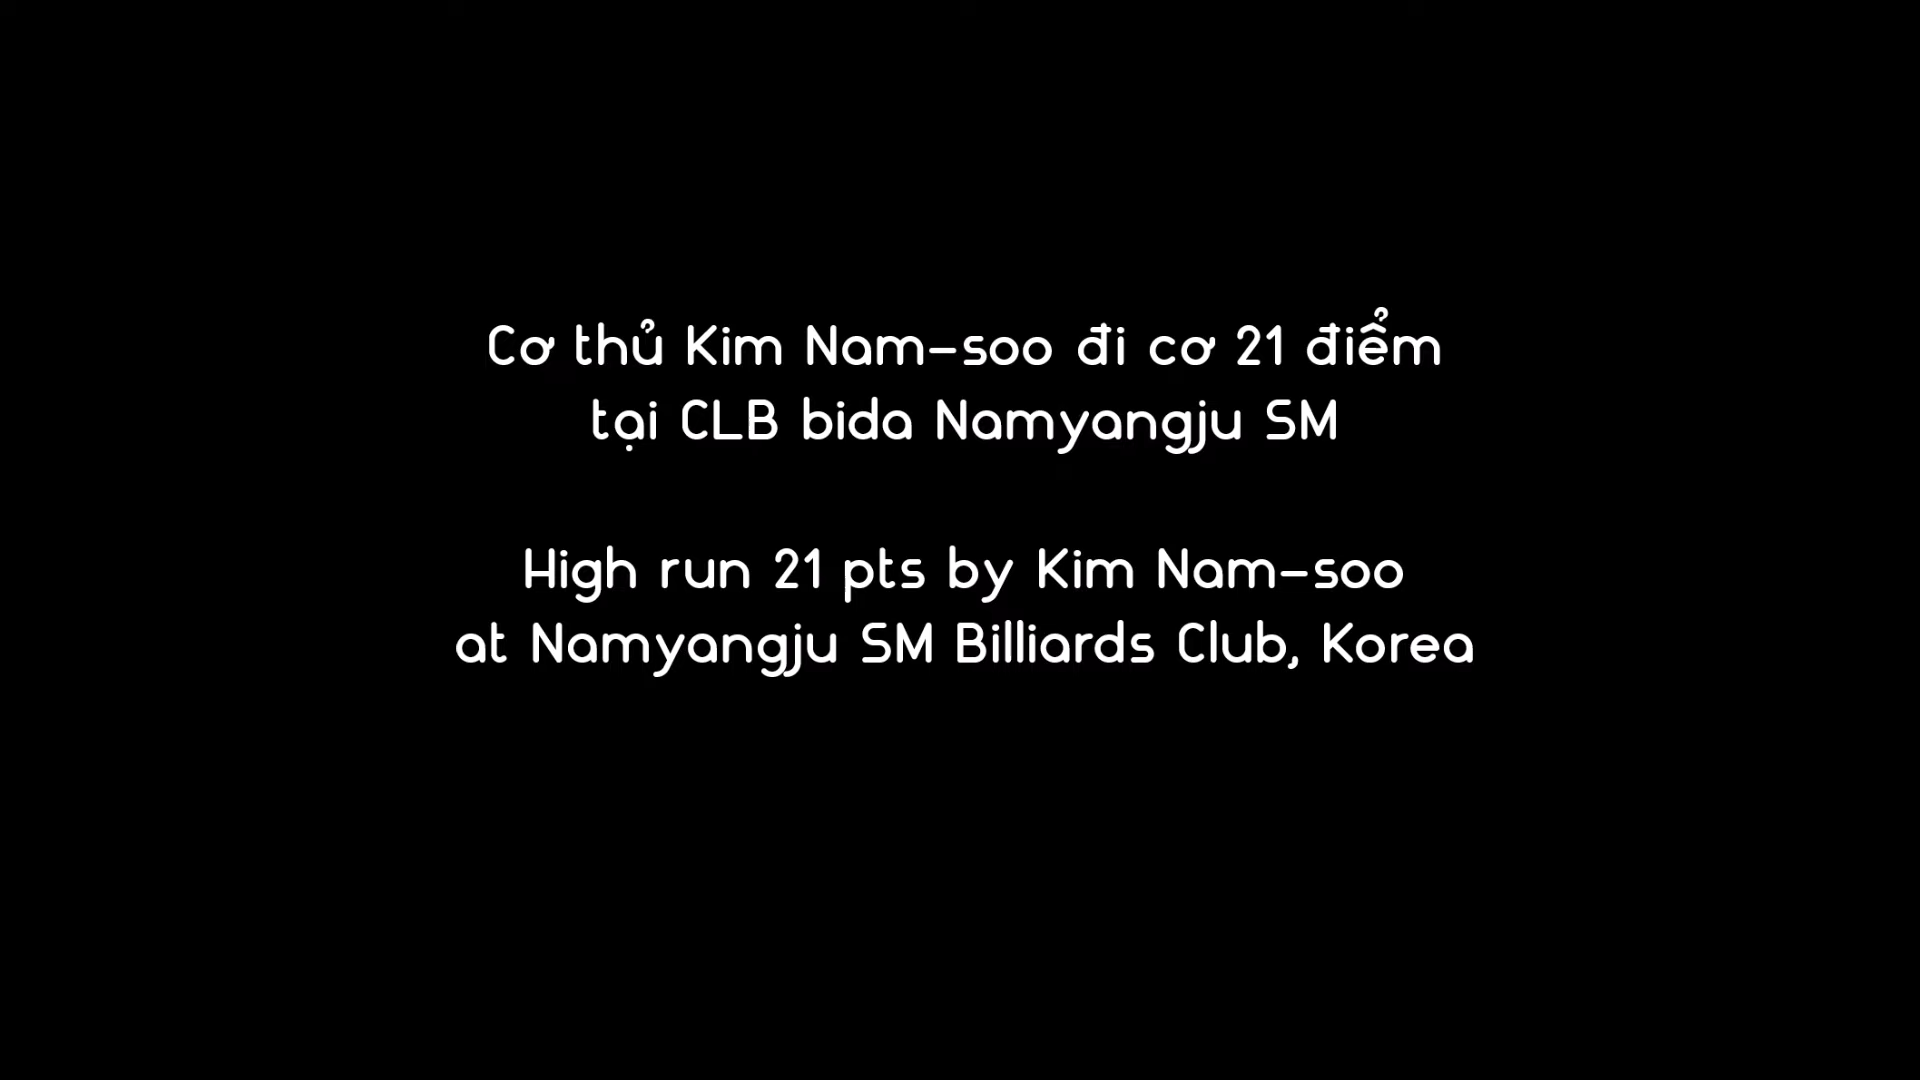 Cơ thủ Kim Nam-soo đi cơ 21 điểm
tại CLB bida Namyangju SM
High run 21 pts by Kim Nam-soo
at Namyangju SM Billiards Club, Korea